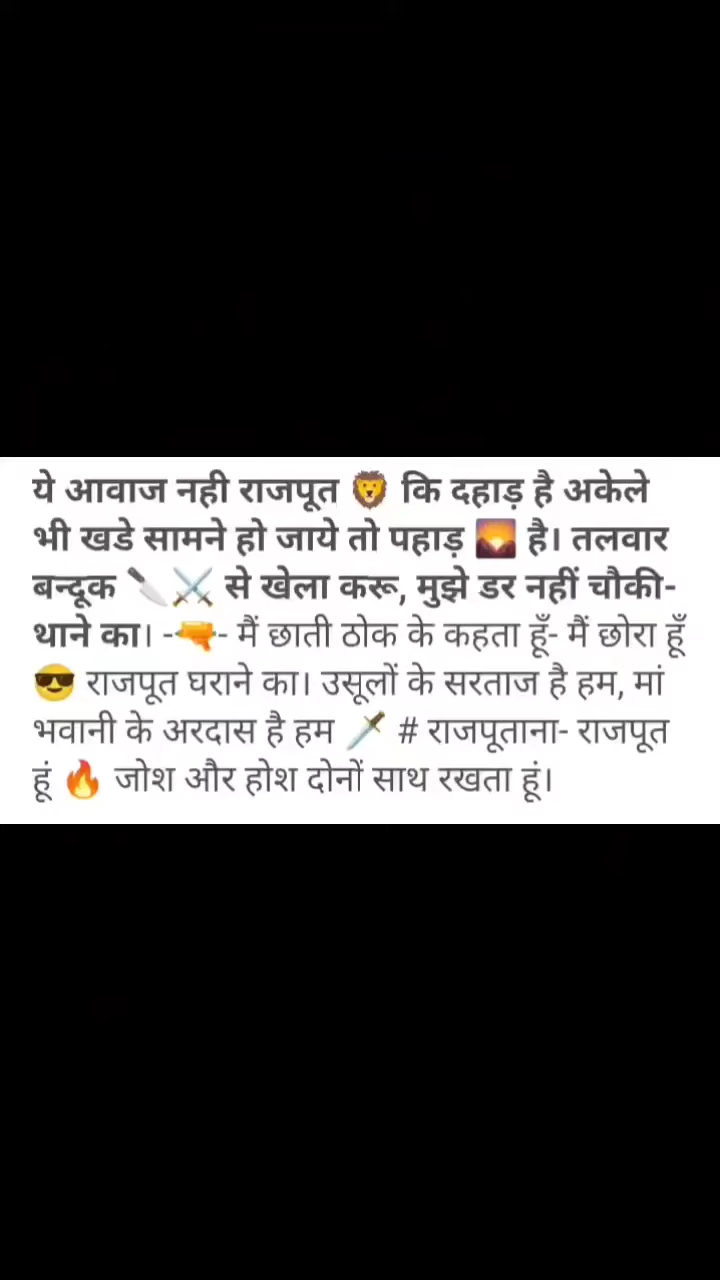 ये आवाज नही राजपूत 🦁 कि दहाड़ है अकेले
भी खडे सामने हो जाये तो पहाड़ 🌄 है। तलवार
बन्दूक 🔪⚔️ से खेला करू, मुझे डर नहीं चौकी-
थाने का। -🔫- मैं छाती ठोक के कहता हूँ- मैं छोरा हूँ
😎 राजपूत घराने का। उसूलों के सरताज है हम, मां
भवानी के अरदास है हम 🗡️ # राजपूताना- राजपूत
हूं 🔥 जोश और होश दोनों साथ रखता हूं।